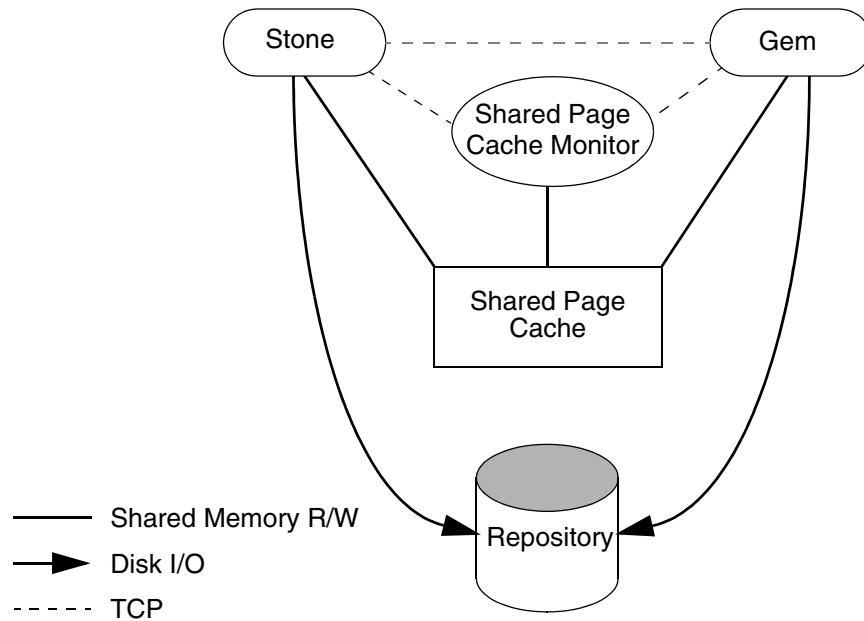 Stone
Gem
Shared Page
Cache Monitor
Shared Page
Cache
Repository
Shared Memory R/W
Disk I/O
TCP